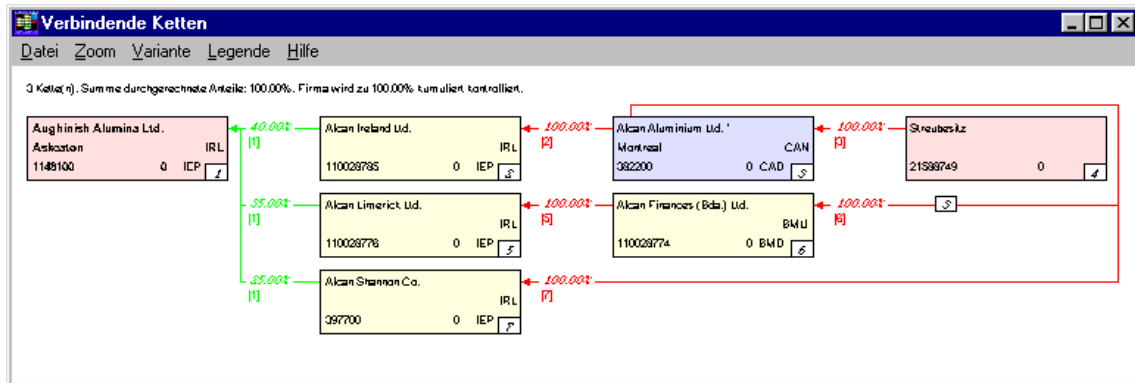 Verbindende Ketten
Datei Zoom Variante Legende Hilfe
3 Kette(n). Summe durchgerechnete Anteile: 100.00%. Firma wird zu 100.00% kumuliert kontrolliert.
Aughinish Alumina Ltd.
Askeaton IRL
1148100 0 IEP 1
40.00%
[1]
Alcan Ireland Ltd.
IRL
110028785 0 IEP 2
100.00%
[2]
Alcan Aluminium Ltd. '
Montreal CAN
382200 0 CAD 3
100.00%
[3]
Streubesitz
21588749 0 4
35.00%
[1]
Alcan Limerick Ltd.
IRL
110028776 0 IEP 5
100.00%
[5]
Alcan Finances (Bda.) Ltd.
BMU
110028774 0 BMD 6
100.00%
[6]
3
[1]
Alcan Shannon Co.
IRL
397700 0 IEP 7
100.00%
[7]